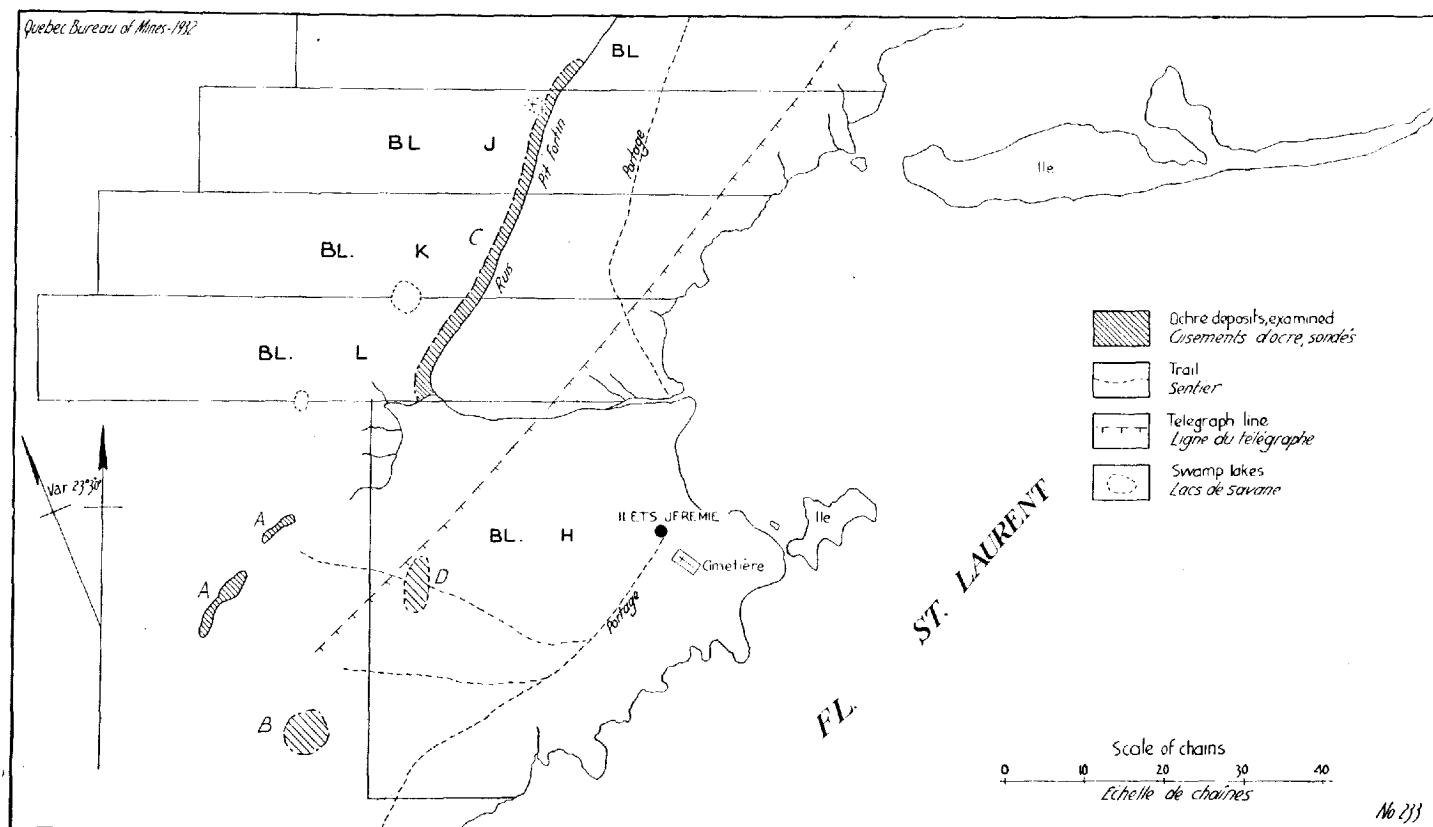 Quebec Bureau of Mines-1932
BL
BL J
Pit Fortin
Portage
Ile
BL. K
C
Ruis
BL. L
Ochre deposits, examined
Gisements d'ocre, sondés
Trail
Sentier
Telegraph line
Ligne du télégraphe
Swamp lakes
Lacs de savane
Var 23°30'
A
A
BL. H
ILETS JEREMIE
Ile
Cimetière
D
Portage
B
FL. ST. LAURENT
Scale of chains
0 10 20 30 40
Echelle de chaînes
No 233